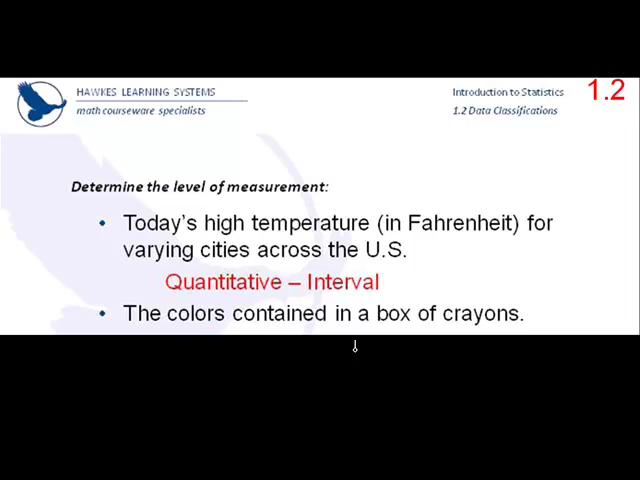 HAWKES LEARNING SYSTEMS
math courseware specialists
Introduction to Statistics
1.2 Data Classifications
1.2
Determine the level of measurement:
• Today's high temperature (in Fahrenheit) for
varying cities across the U.S.
Quantitative – Interval
• The colors contained in a box of crayons.